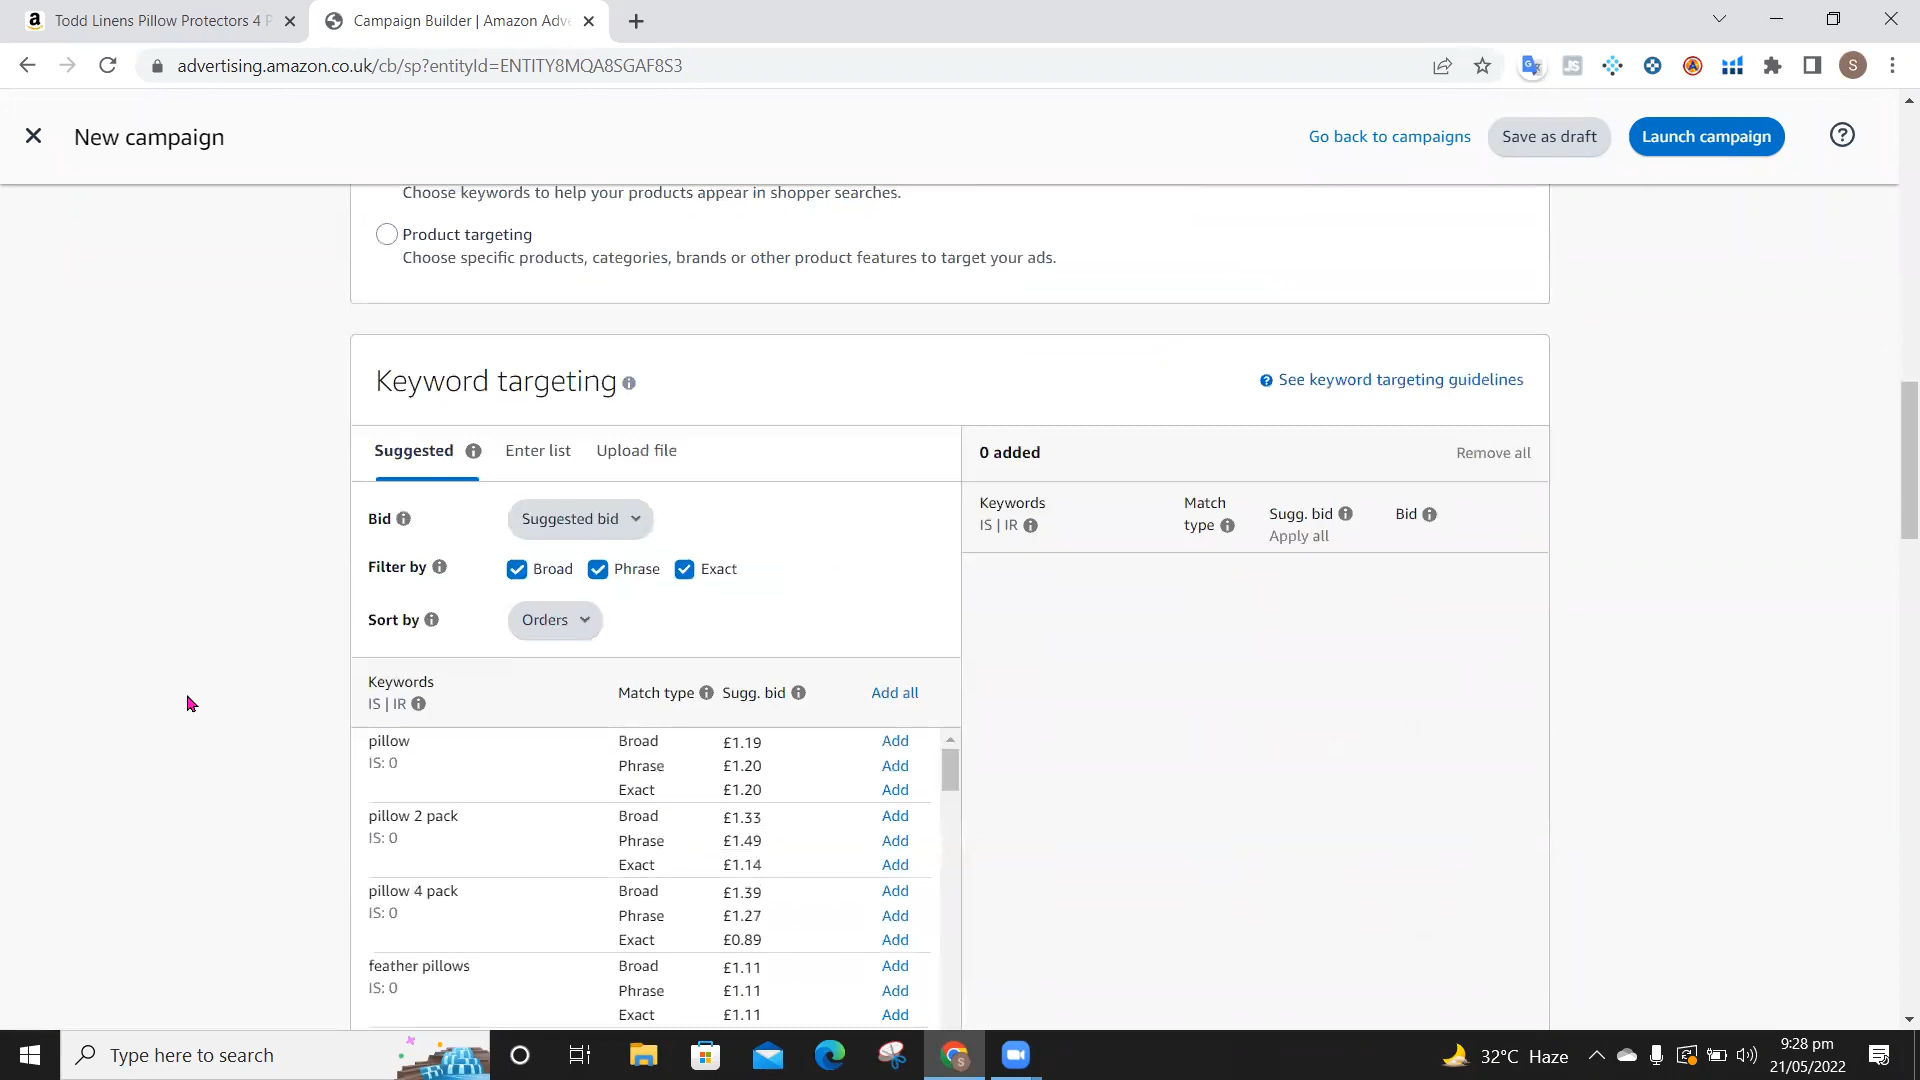 Todd Linens Pillow Protectors 4 P
Campaign Builder | Amazon Adve
advertising.amazon.co.uk/cb/sp?entityId=ENTITY8MQA8SGAF8S3
S
New campaign
Go back to campaigns
Save as draft
Launch campaign
Choose keywords to help your products appear in shopper searches.
Product targeting
Choose specific products, categories, brands or other product features to target your ads.
Keyword targeting
See keyword targeting guidelines
Suggested
Enter list
Upload file
0 added
Remove all
Bid
Suggested bid
Filter by
Broad
Phrase
Exact
Sort by
Orders
Keywords
IS | IR
Match type
Sugg. bid
Apply all
Bid
Keywords
IS | IR
Match type
Sugg. bid
Add all
pillow
IS: 0
Broad £1.19 Add
Phrase £1.20 Add
Exact £1.20 Add
pillow 2 pack
IS: 0
Broad £1.33 Add
Phrase £1.49 Add
Exact £1.14 Add
pillow 4 pack
IS: 0
Broad £1.39 Add
Phrase £1.27 Add
Exact £0.89 Add
feather pillows
IS: 0
Broad £1.11 Add
Phrase £1.11 Add
Exact £1.11 Add
Type here to search
32°C Haze
9:28 pm
21/05/2022